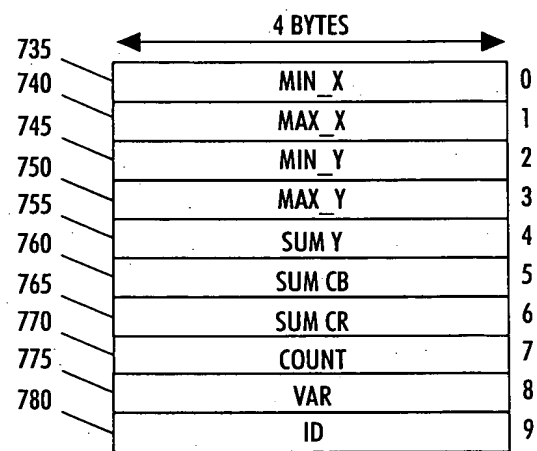 4 BYTES
735
740 MIN_X 0
745 MAX_X 1
750 MIN_Y 2
755 MAX_Y 3
760 SUM Y 4
765 SUM CB 5
770 SUM CR 6
775 COUNT 7
780 VAR 8
ID 9